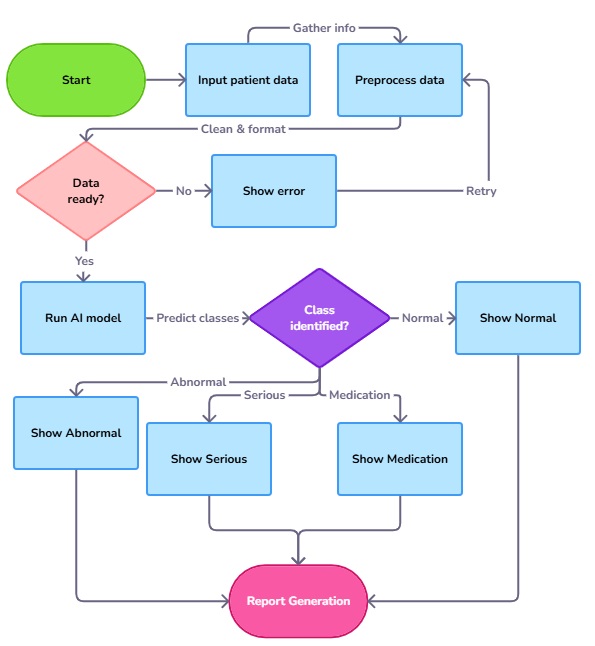 Gather info
Start
Input patient data
Preprocess data
Clean & format
Data
ready?
No
Show error
Retry
Yes
Run AI model
Predict classes
Class
identified?
Normal
Show Normal
Abnormal
Serious
Medication
Show Abnormal
Show Serious
Show Medication
Report Generation